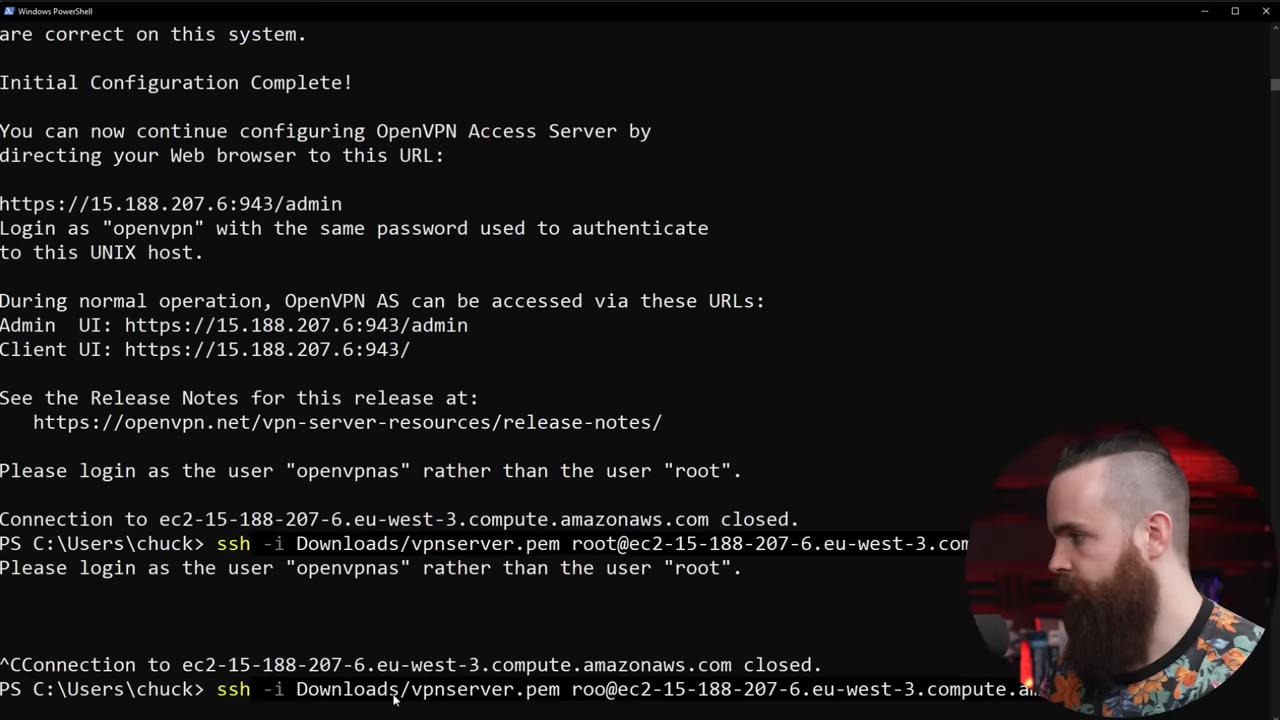 Windows PowerShell
are correct on this system.
Initial Configuration Complete!
You can now continue configuring OpenVPN Access Server by
directing your Web browser to this URL:
https://15.188.207.6:943/admin
Login as "openvpn" with the same password used to authenticate
to this UNIX host.
During normal operation, OpenVPN AS can be accessed via these URLs:
Admin  UI: https://15.188.207.6:943/admin
Client UI: https://15.188.207.6:943/
See the Release Notes for this release at:
https://openvpn.net/vpn-server-resources/release-notes/
Please login as the user "openvpnas" rather than the user "root".
Connection to ec2-15-188-207-6.eu-west-3.compute.amazonaws.com closed.
PS C:\Users\chuck> ssh -i Downloads/vpnserver.pem root@ec2-15-188-207-6.eu-west-3.com
Please login as the user "openvpnas" rather than the user "root".
^CConnection to ec2-15-188-207-6.eu-west-3.compute.amazonaws.com closed.
PS C:\Users\chuck> ssh -i Downloads/vpnserver.pem roo@ec2-15-188-207-6.eu-west-3.compute.am